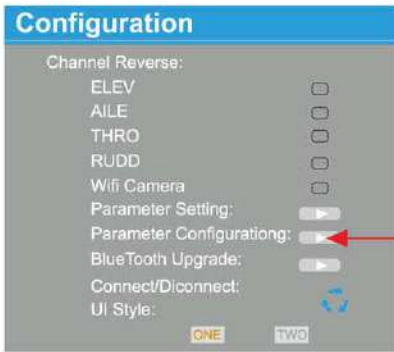 Configuration
Channel Reverse:
ELEV
AILE
THRO
RUDD
Wifi Camera
Parameter Setting:
Parameter Configurationg:
BlueTooth Upgrade:
Connect/Diconnect:
UI Style:
ONE TWO